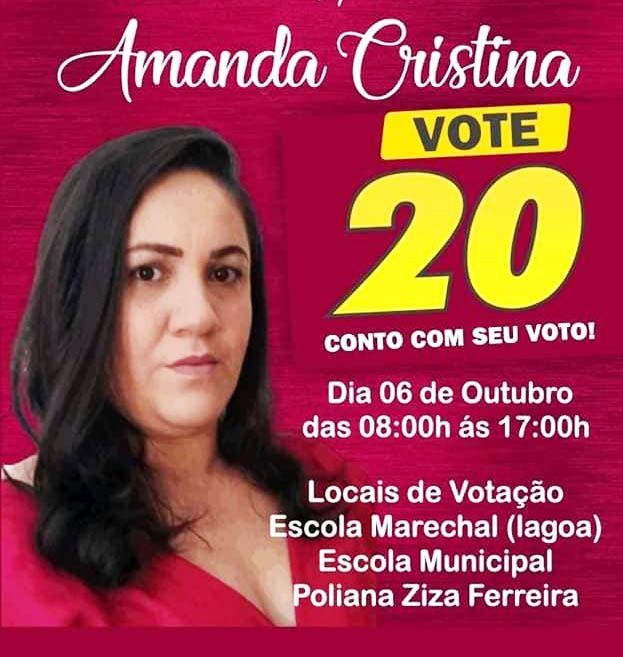 Amanda Cristina
VOTE
20
CONTO COM SEU VOTO!
Dia 06 de Outubro
das 08:00h ás 17:00h
Locais de Votação
Escola Marechal (lagoa)
Escola Municipal
Poliana Ziza Ferreira